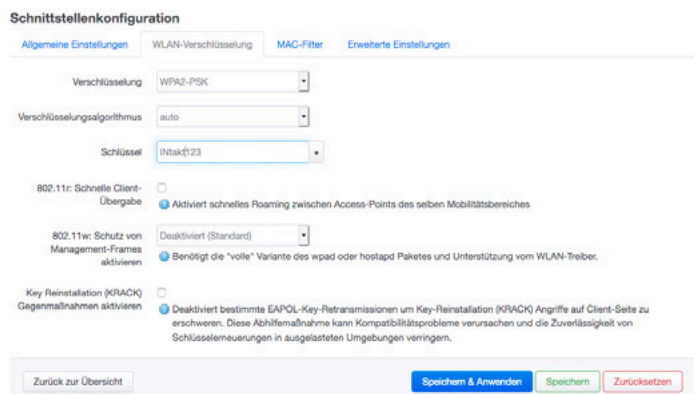 Schnittstellenkonfiguration
Allgemeine Einstellungen WLAN-Verschlüsselung MAC-Filter Erweiterte Einstellungen
Verschlüsselung WPA2-PSK
Verschlüsselungsalgorithmus auto
Schlüssel INtakt123
802.11r: Schnelle Client-
Übergabe
Aktiviert schnelles Roaming zwischen Access-Points des selben Mobilitätsbereiches
802.11w: Schutz von
Management-Frames
aktivieren
Deaktiviert (Standard)
Benötigt die "volle" Variante des wpad oder hostapd Paketes und Unterstützung vom WLAN-Treiber.
Key Reinstallation (KRACK)
Gegenmaßnahmen aktivieren
Deaktiviert bestimmte EAPOL-Key-Retransmissionen um Key-Reinstallation (KRACK) Angriffe auf Client-Seite zu
erschweren. Diese Abhilfemaßnahme kann Kompatibilitätsprobleme verursachen und die Zuverlässigkeit von
Schlüsselerneuerungen in ausgelasteten Umgebungen verringern.
Zurück zur Übersicht Speichern & Anwenden Speichern Zurücksetzen